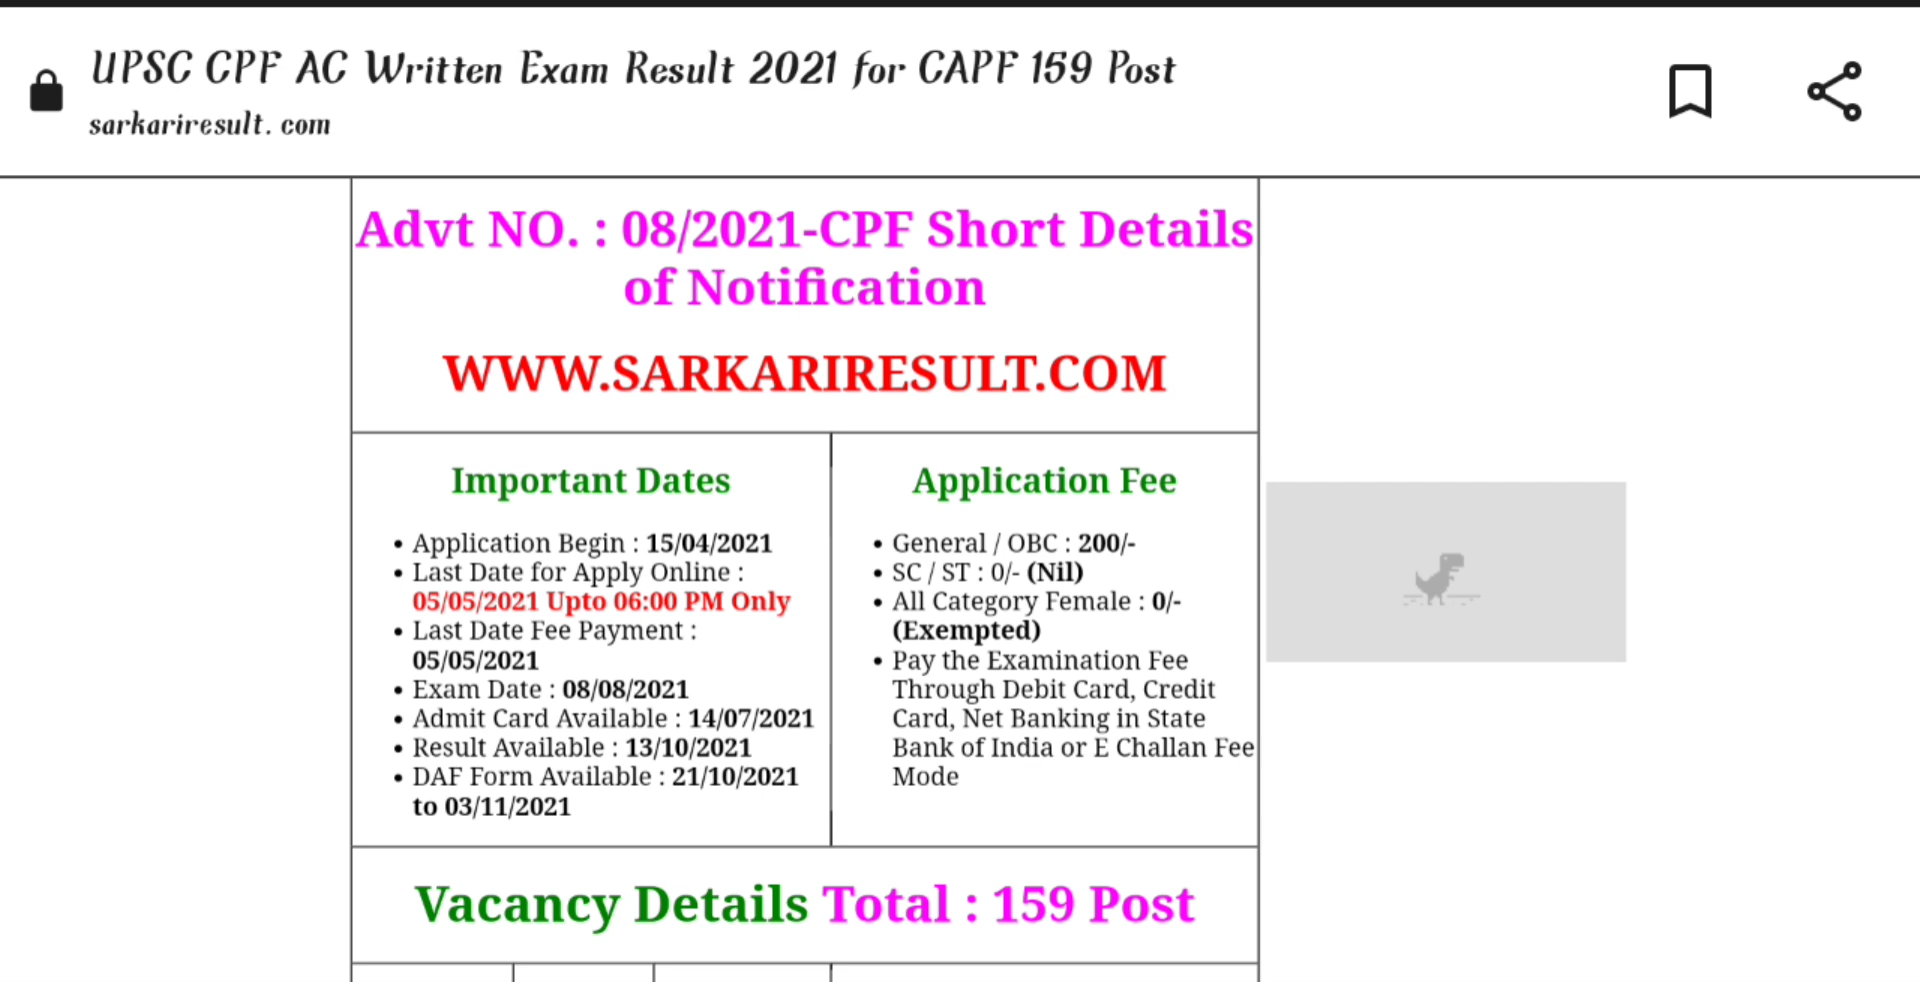 UPSC CPF AC Written Exam Result 2021 for CAPF 159 Post
sarkariresult. com
Advt NO. : 08/2021-CPF Short Details
of Notification
WWW.SARKARIRESULT.COM
Important Dates
• Application Begin : 15/04/2021
• Last Date for Apply Online :
05/05/2021 Upto 06:00 PM Only
• Last Date Fee Payment :
05/05/2021
• Exam Date : 08/08/2021
• Admit Card Available : 14/07/2021
• Result Available : 13/10/2021
• DAF Form Available : 21/10/2021
to 03/11/2021
Application Fee
• General / OBC : 200/-
• SC / ST : 0/- (Nil)
• All Category Female : 0/-
(Exempted)
• Pay the Examination Fee
Through Debit Card, Credit
Card, Net Banking in State
Bank of India or E Challan Fee
Mode
Vacancy Details Total : 159 Post